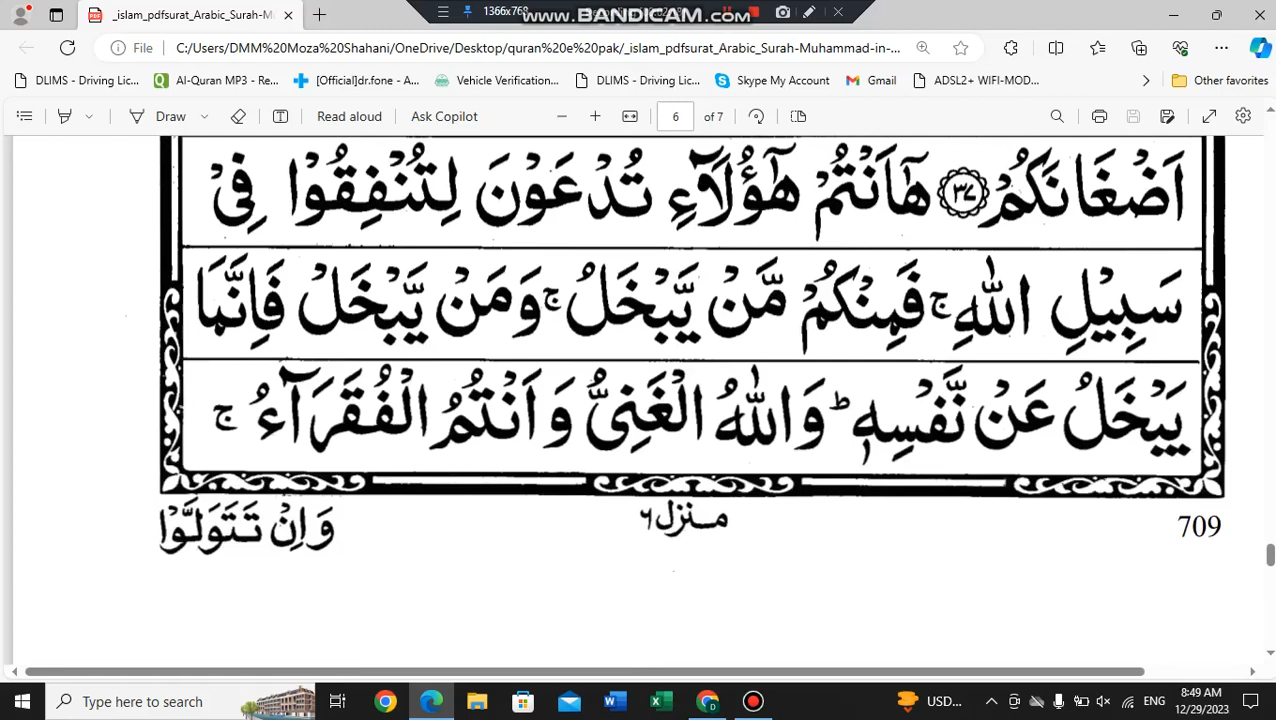 _islam_pdfsurat_Arabic_Surah-M
1366x768
www.BANDICAM.com
File
C:/Users/DMM%20Moza%20Shahani/OneDrive/Desktop/quran%20e%20pak/_islam_pdfsurat_Arabic_Surah-Muhammad-in-...
DLIMS - Driving Lic...
Al-Quran MP3 - Re...
[Official]dr.fone - A...
Vehicle Verification...
DLIMS - Driving Lic...
Skype My Account
Gmail
ADSL2+ WIFI-MOD...
Other favorites
Draw
Read aloud
Ask Copilot
6 of 7
اَضْغَانَكُمْ ۝۳۷ هٰۤاَنْتُمْ هٰۤؤُلَآءِ تُدْعَوْنَ لِتُنْفِقُوْا فِیْ
سَبِیْلِ اللّٰهِ ۚ فَمِنْكُمْ مَّنْ یَّبْخَلُ ۚ وَمَنْ یَّبْخَلْ فَاِنَّمَا
یَبْخَلُ عَنْ نَّفْسِهٖ ؕ وَاللّٰهُ الْغَنِیُّ وَ اَنْتُمُ الْفُقَرَآءُ ۚ
وَاِنْ تَتَوَلَّوْا
منزل ٦
709
Type here to search
USD...
ENG
8:49 AM
12/29/2023